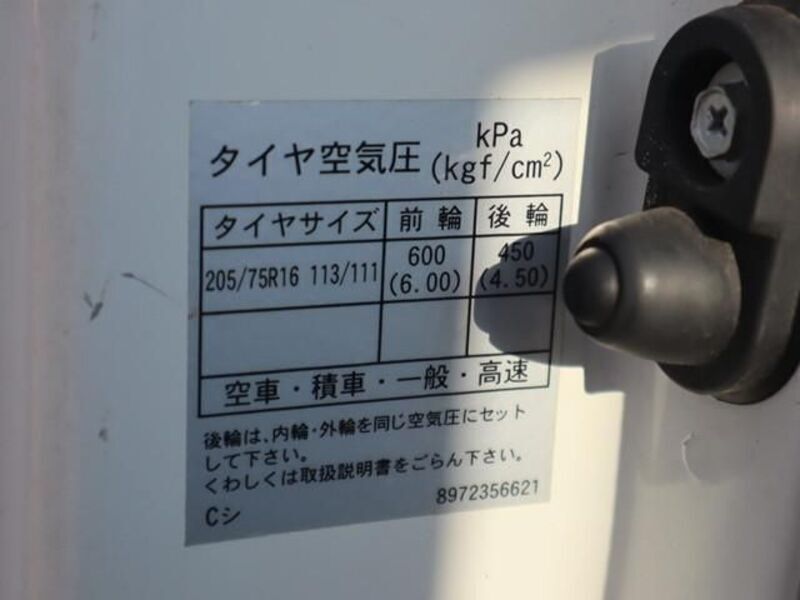 タイヤ空気圧 kPa
(kgf/cm²)
タイヤサイズ 前輪 後輪
205/75R16 113/111 600 450
(6.00) (4.50)
空車・積車・一般・高速
後輪は、内輪・外輪を同じ空気圧にセット
して下さい。
くわしくは取扱説明書をごらん下さい。
8972356621
Cシ